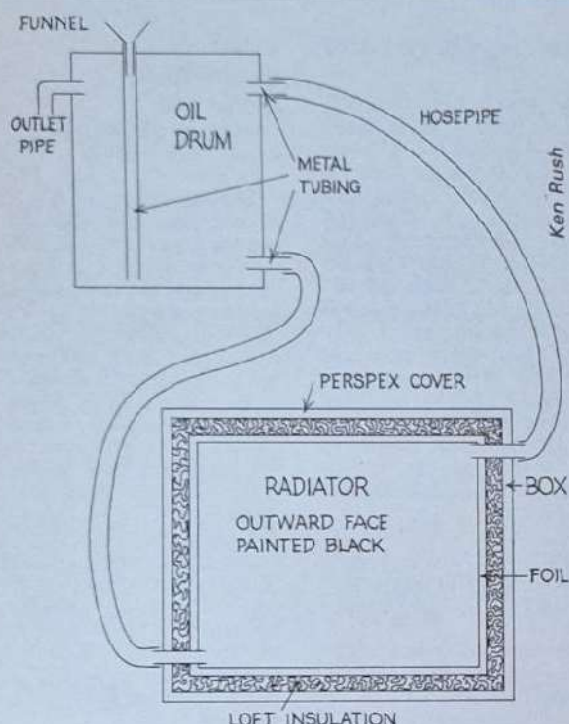 FUNNEL
OUTLET
PIPE
OIL
DRUM
METAL
TUBING
HOSEPIPE
Ken Rush
PERSPEX COVER
RADIATOR
OUTWARD FACE
PAINTED BLACK
BOX
FOIL
LOFT INSULATION